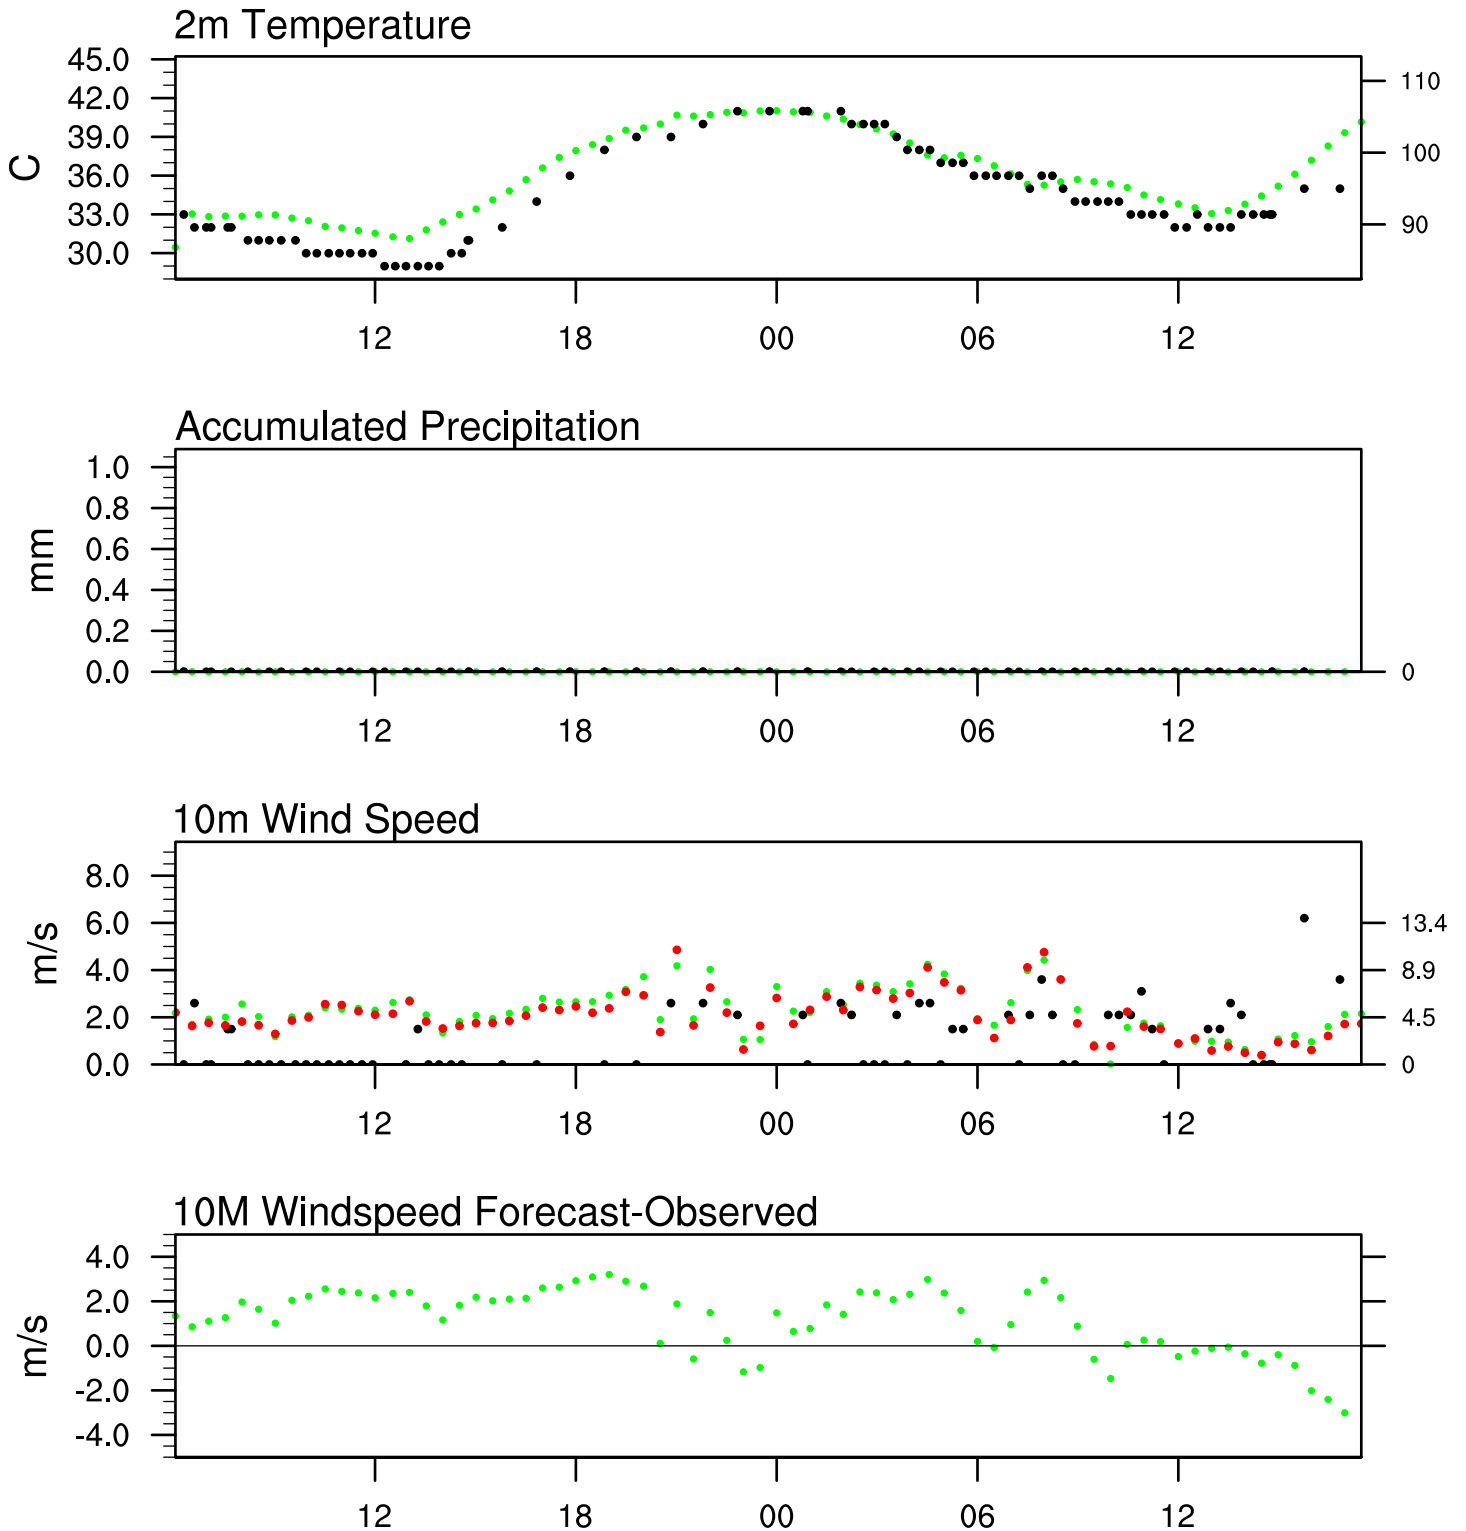 2m Temperature
45.0
42.0
39.0
36.0
33.0
30.0
C
110
100
90
12 18 00 06 12
Accumulated Precipitation
1.0
0.8
0.6
0.4
0.2
0.0
mm
0
12 18 00 06 12
10m Wind Speed
8.0
6.0
4.0
2.0
0.0
m/s
13.4
8.9
4.5
0
12 18 00 06 12
10M Windspeed Forecast-Observed
4.0
2.0
0.0
-2.0
-4.0
m/s
12 18 00 06 12